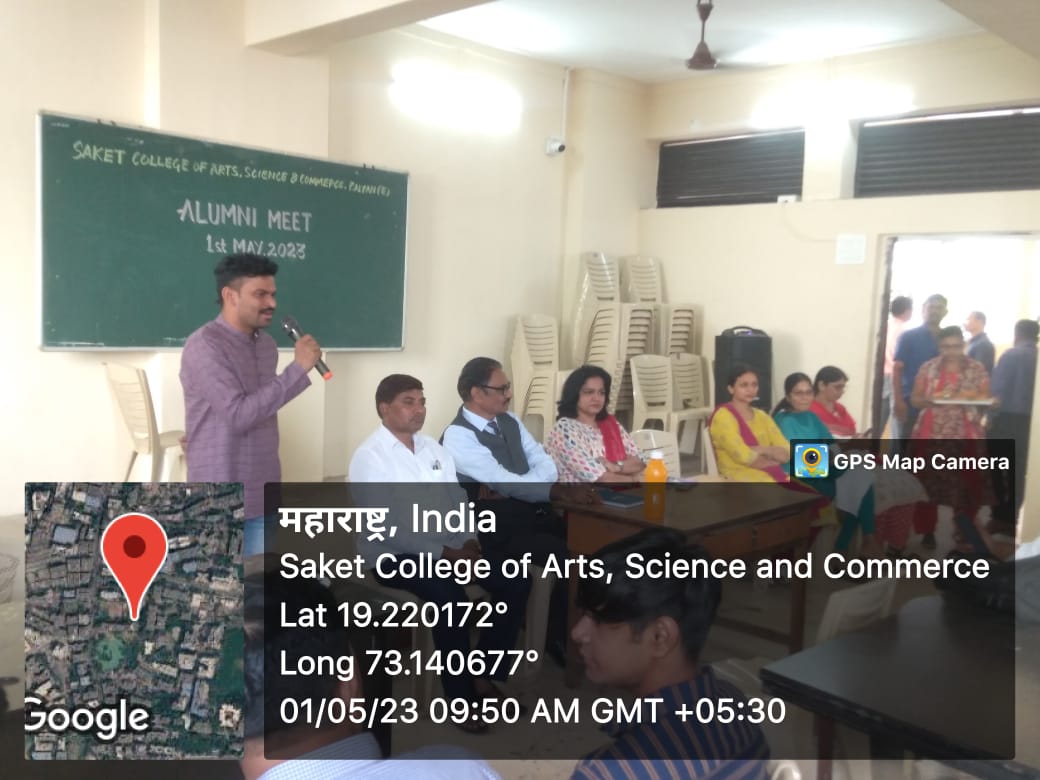 SAKET COLLEGE OF ARTS, SCIENCE & COMMERCE. KALYAN (E)
ALUMNI MEET
1st MAY.2023
GPS Map Camera
महाराष्ट्र, India
Saket College of Arts, Science and Commerce
Lat 19.220172°
Long 73.140677°
01/05/23 09:50 AM GMT +05:30
Google